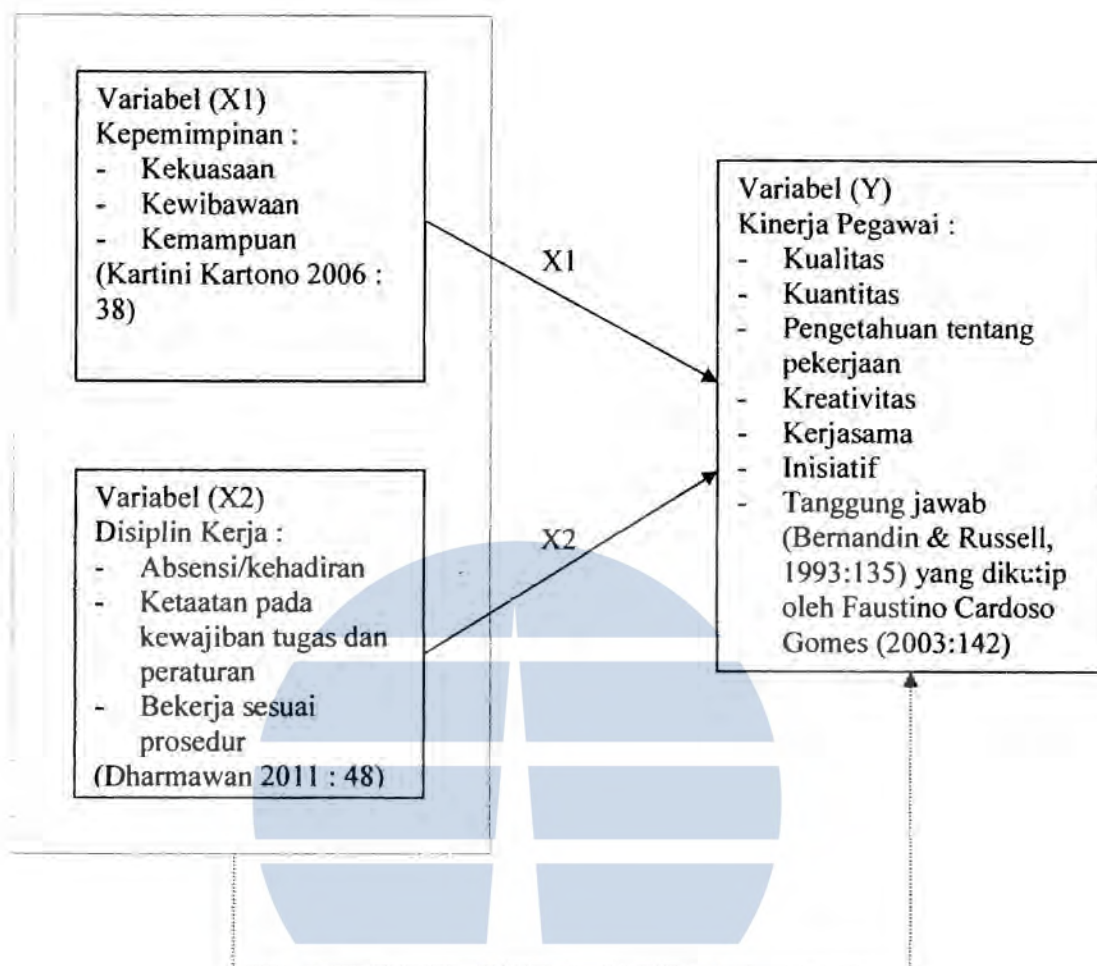 Variabel (X1)
Kepemimpinan :
- Kekuasaan
- Kewibawaan
- Kemampuan
(Kartini Kartono 2006 :
38)
X1
Variabel (X2)
Disiplin Kerja :
- Absensi/kehadiran
- Ketaatan pada
kewajiban tugas dan
peraturan
- Bekerja sesuai
prosedur
(Dharmawan 2011 : 48)
X2
Variabel (Y)
Kinerja Pegawai :
- Kualitas
- Kuantitas
- Pengetahuan tentang
pekerjaan
- Kreativitas
- Kerjasama
- Inisiatif
- Tanggung jawab
(Bernandin & Russell,
1993:135) yang dikutip
oleh Faustino Cardoso
Gomes (2003:142)